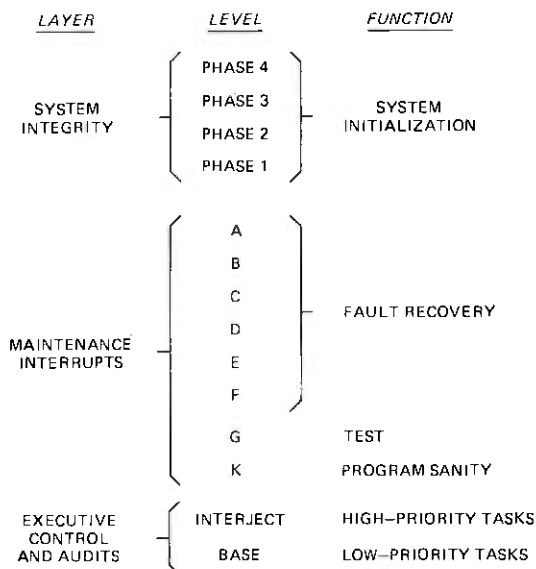 LAYER LEVEL FUNCTION
PHASE 4
PHASE 3
SYSTEM INTEGRITY
PHASE 2
SYSTEM INITIALIZATION
PHASE 1
A
B
C
FAULT RECOVERY
D
MAINTENANCE INTERRUPTS
E
F
G TEST
K PROGRAM SANITY
EXECUTIVE CONTROL AND AUDITS
INTERJECT HIGH–PRIORITY TASKS
BASE LOW–PRIORITY TASKS